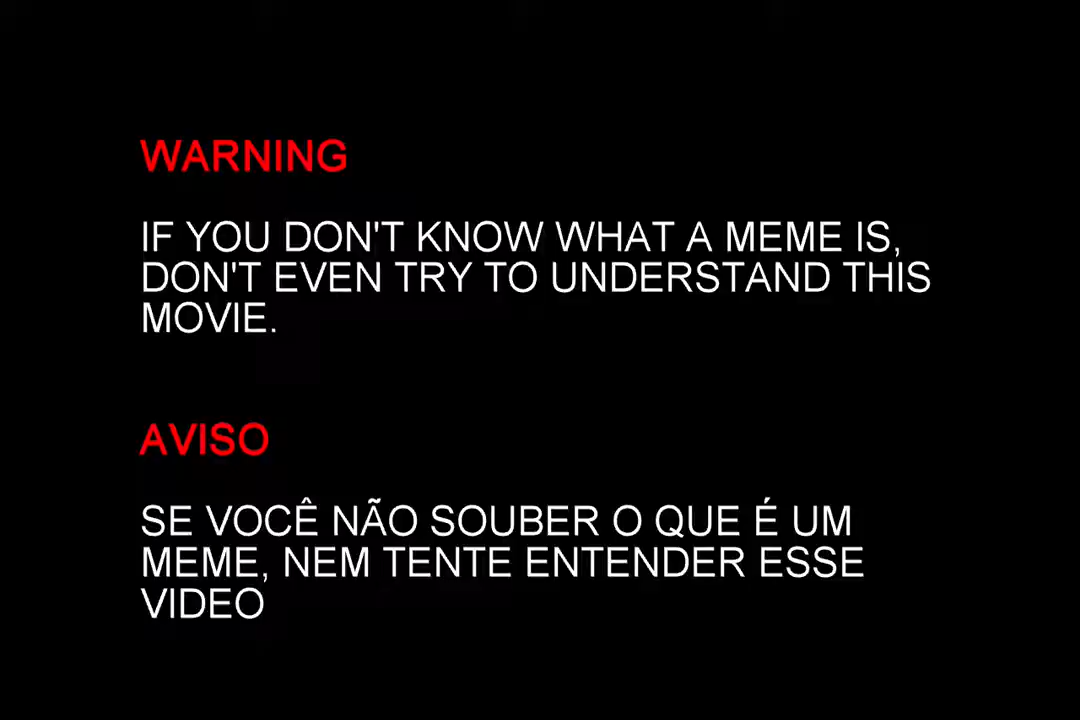 WARNING
IF YOU DON'T KNOW WHAT A MEME IS,
DON'T EVEN TRY TO UNDERSTAND THIS
MOVIE.
AVISO
SE VOCÊ NÃO SOUBER O QUE É UM
MEME, NEM TENTE ENTENDER ESSE
VIDEO